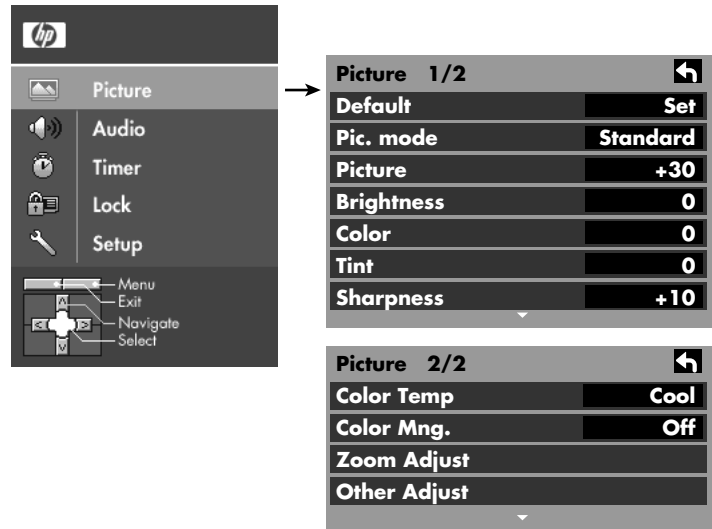 hp
Picture
Audio
Timer
Lock
Setup
Menu
Exit
Navigate
Select
Picture 1/2
Default Set
Pic. mode Standard
Picture +30
Brightness 0
Color 0
Tint 0
Sharpness +10
Picture 2/2
Color Temp Cool
Color Mng. Off
Zoom Adjust
Other Adjust